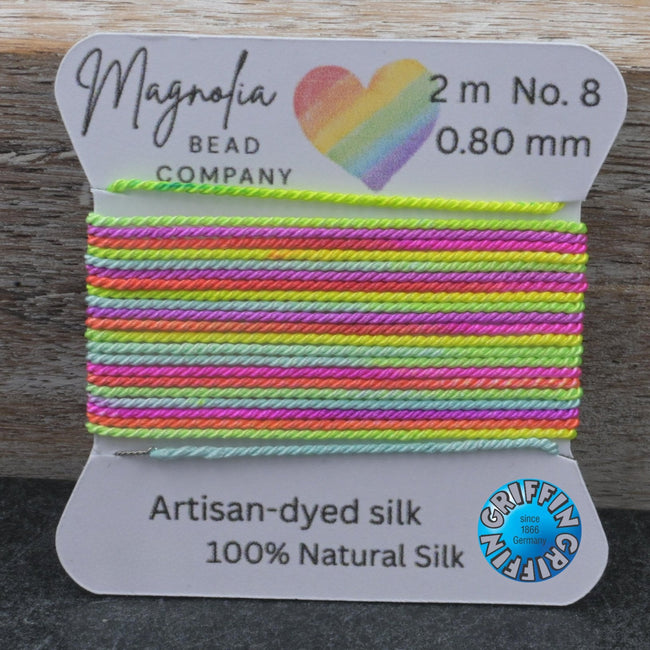 Magnolia
BEAD
COMPANY
2 m No. 8
0.80 mm
Artisan-dyed silk
100% Natural Silk
GRIFFIN GRIFFIN
since
1866
Germany